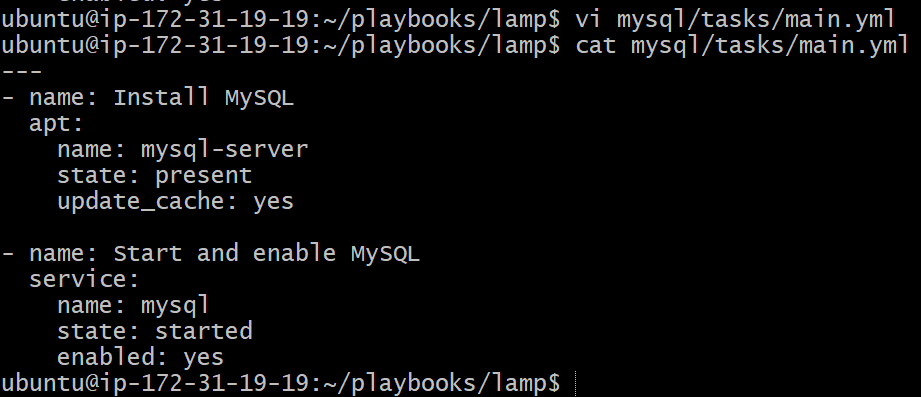 enabled: yes
ubuntu@ip-172-31-19-19:~/playbooks/lamp$ vi mysql/tasks/main.yml
ubuntu@ip-172-31-19-19:~/playbooks/lamp$ cat mysql/tasks/main.yml
---
- name: Install MySQL
  apt:
    name: mysql-server
    state: present
    update_cache: yes

- name: Start and enable MySQL
  service:
    name: mysql
    state: started
    enabled: yes
ubuntu@ip-172-31-19-19:~/playbooks/lamp$